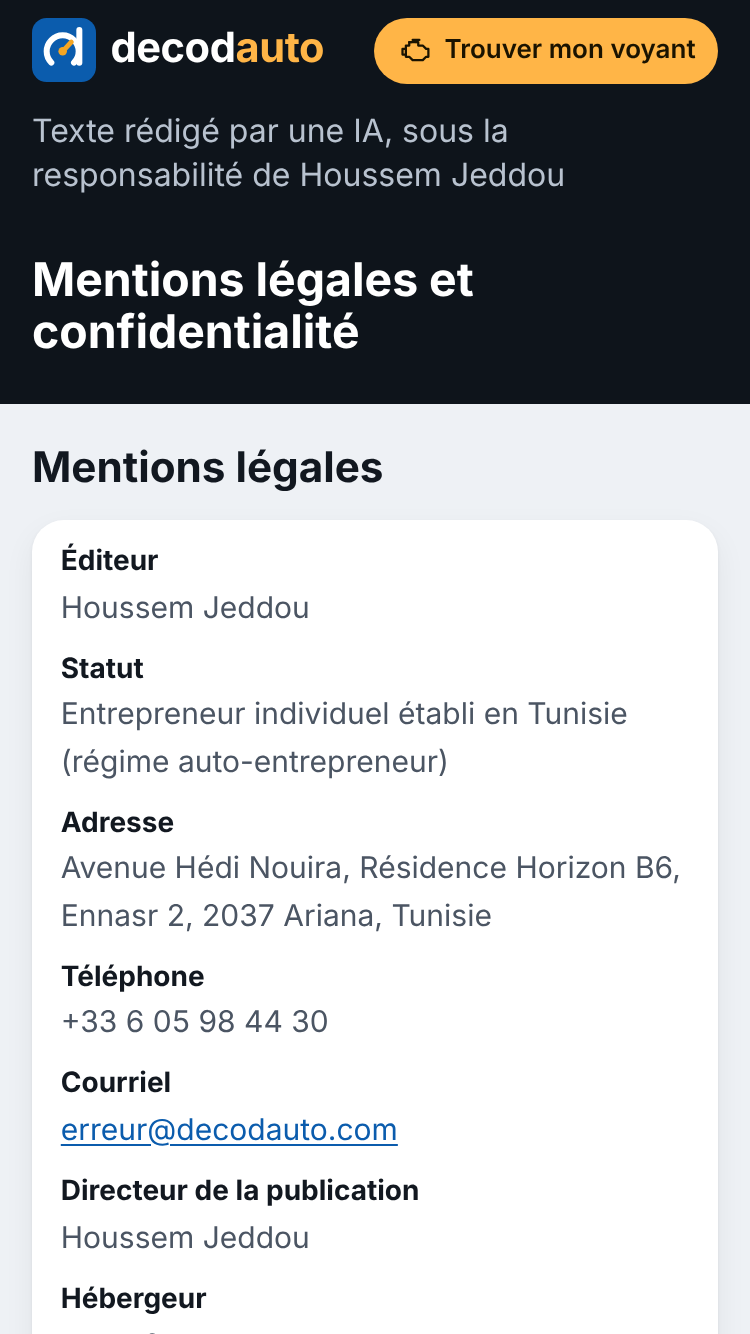 decodauto
Trouver mon voyant
Texte rédigé par une IA, sous la
responsabilité de Houssem Jeddou
Mentions légales et
confidentialité
Mentions légales
Éditeur
Houssem Jeddou
Statut
Entrepreneur individuel établi en Tunisie
(régime auto-entrepreneur)
Adresse
Avenue Hédi Nouira, Résidence Horizon B6,
Ennasr 2, 2037 Ariana, Tunisie
Téléphone
+33 6 05 98 44 30
Courriel
erreur@decodauto.com
Directeur de la publication
Houssem Jeddou
Hébergeur